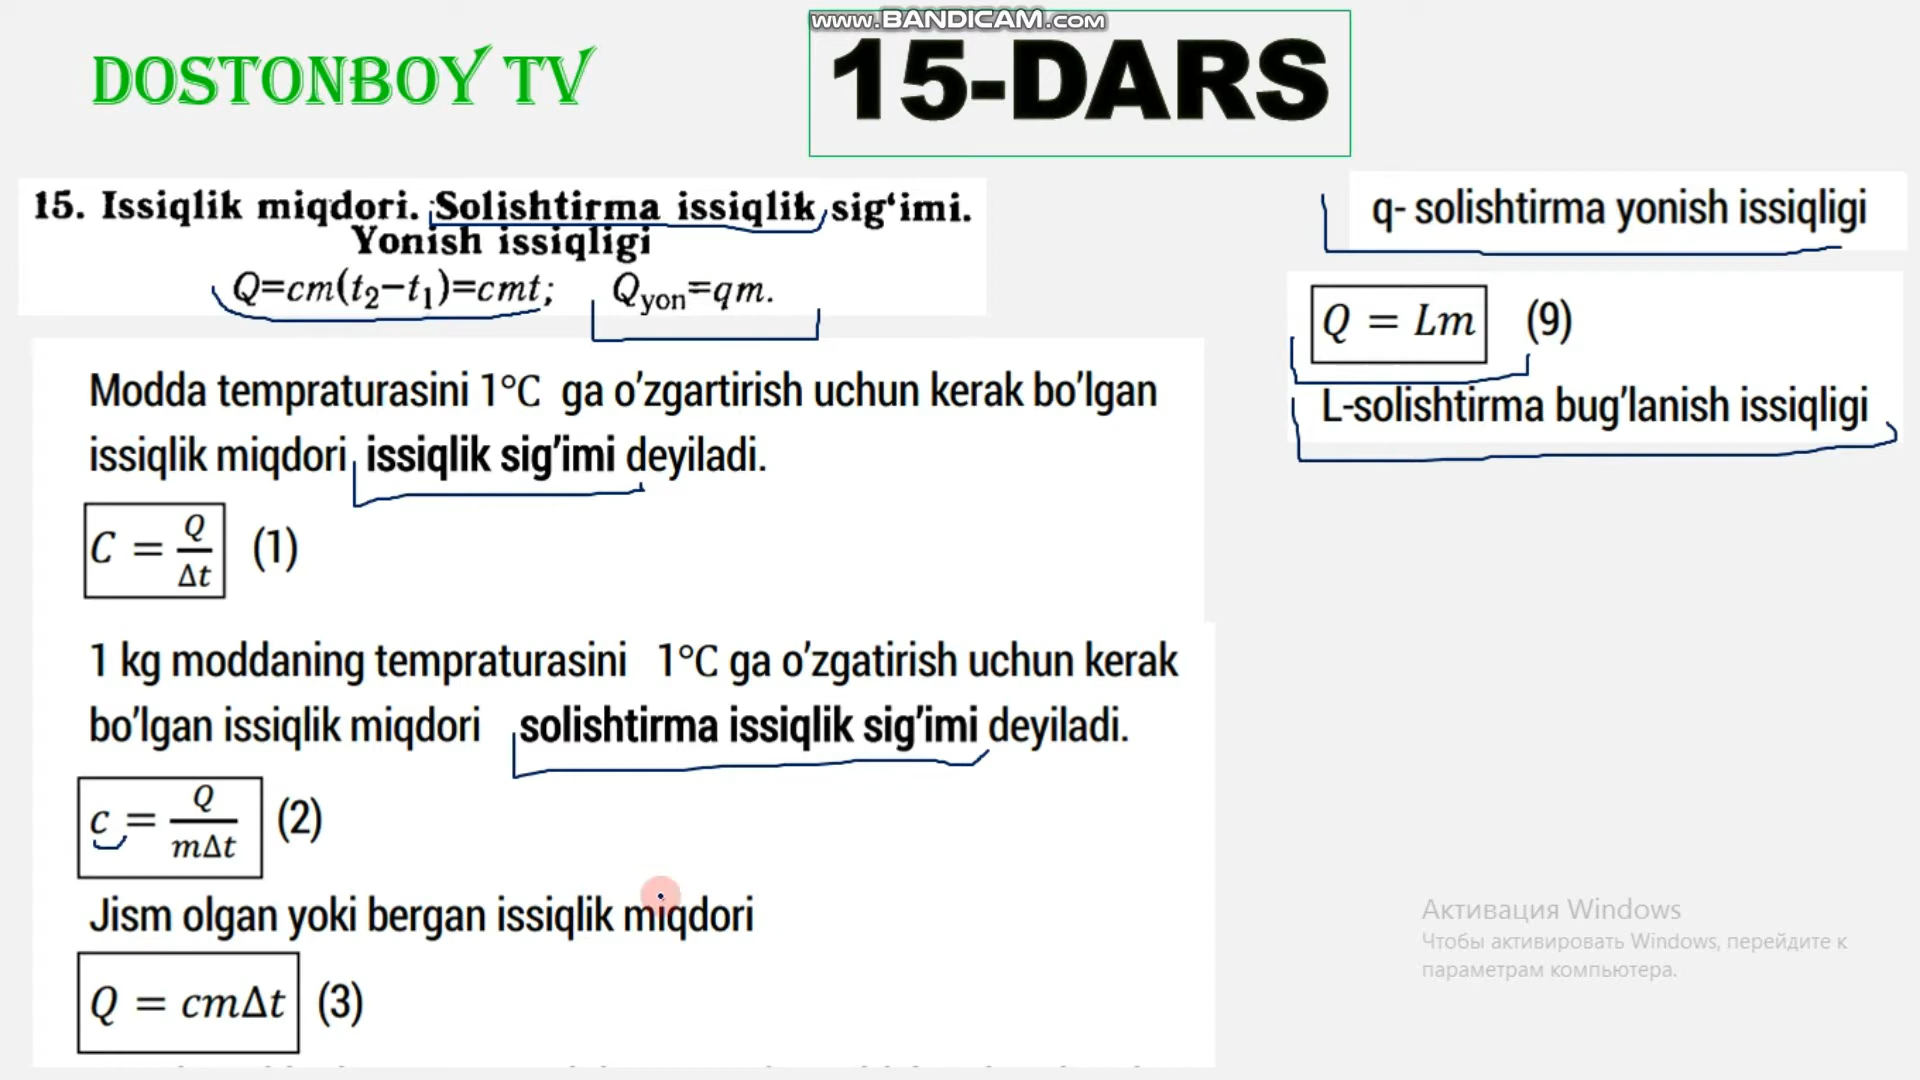 www.BANDICAM.com
DOSTONBOY TV
15-DARS
15. Issiqlik miqdori. Solishtirma issiqlik sig‘imi.
Yonish issiqligi
Q=cm(t₂−t₁)=cmt; Qyon=qm.
Modda tempraturasini 1°C ga o’zgartirish uchun kerak bo’lgan
issiqlik miqdori issiqlik sig’imi deyiladi.
C = Q/Δt (1)
1 kg moddaning tempraturasini 1°C ga o’zgatirish uchun kerak
bo’lgan issiqlik miqdori solishtirma issiqlik sig’imi deyiladi.
c = Q/mΔt (2)
Jism olgan yoki bergan issiqlik miqdori
Q = cmΔt (3)
q- solishtirma yonish issiqligi
Q = Lm (9)
L-solishtirma bug’lanish issiqligi
Активация Windows
Чтобы активировать Windows, перейдите к
параметрам компьютера.